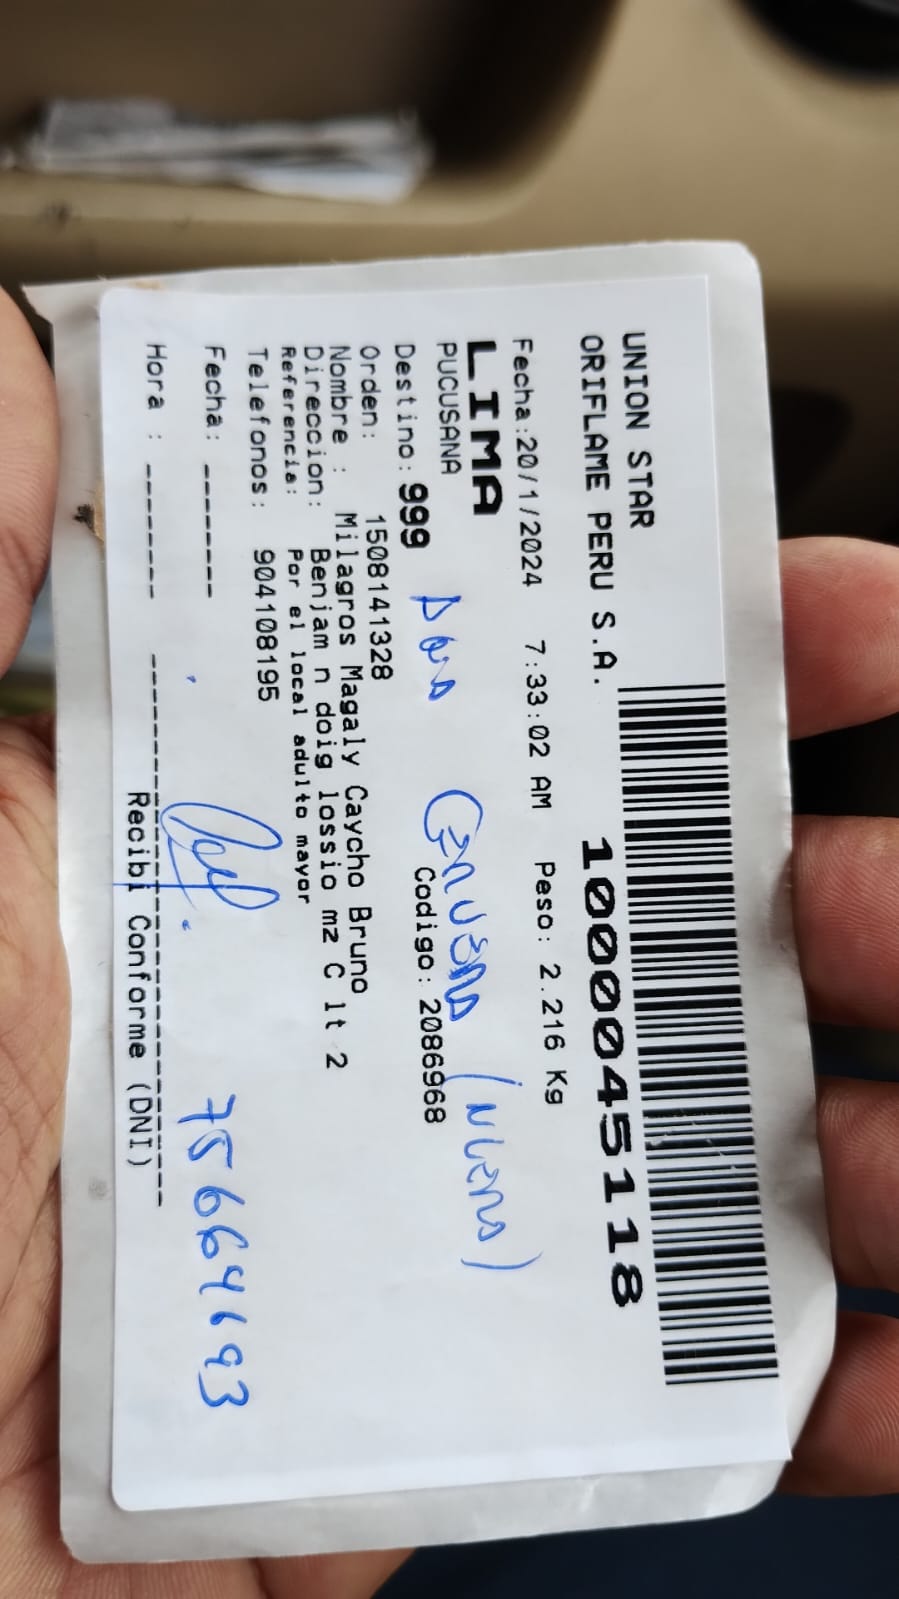 UNION STAR
ORIFLAME PERU S.A.
10000045118
Fecha:20/1/2024 7:33:02 AM Peso: 2.216 Kg
LIMA
PUCUSANA
Destino: 999 Codigo: 2086968
Orden: 1508141328
Nombre : Milagros Magaly Caycho Bruno
Direccion: Benjam n doig lossio mz C lt 2
Referencia: Por el local adulto mayor
Telefonos: 904108195
Fecha: ------
Hora : ------
Recibi Conforme (DNI)